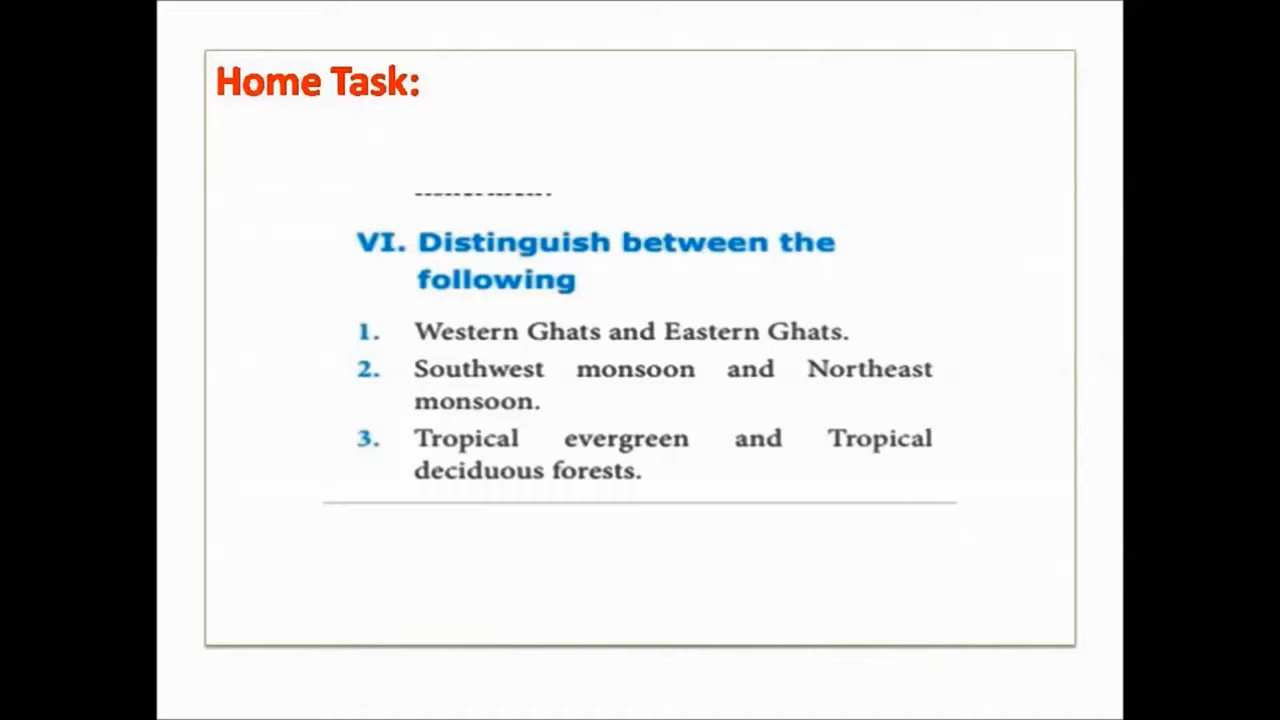 Home Task:
VI. Distinguish between the
following
1. Western Ghats and Eastern Ghats.
2. Southwest monsoon and Northeast
monsoon.
3. Tropical evergreen and Tropical
deciduous forests.